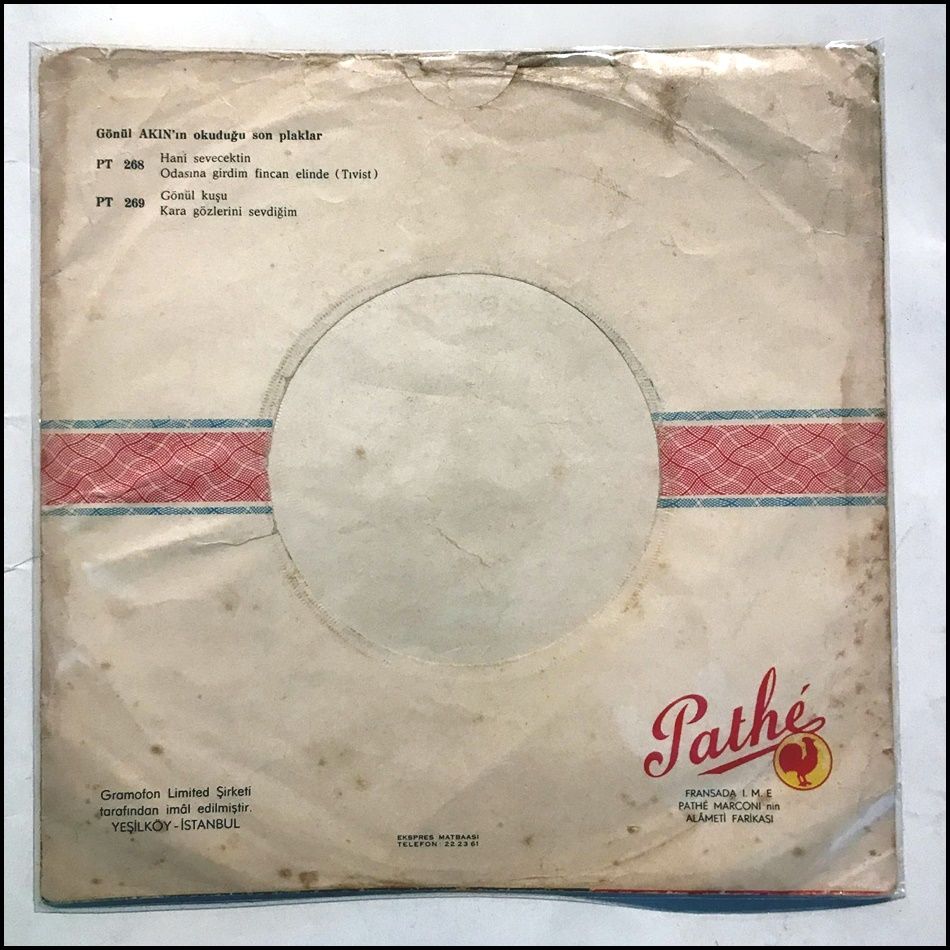 Gönül AKIN'ın okuduğu son plaklar
PT 268 Hani sevecektin
Odasına girdim fincan elinde (Tıvist)
PT 269 Gönül kuşu
Kara gözlerini sevdiğim
Pathé
FRANSADA I. M. E
PATHÉ MARCONI nin
ALÂMETİ FARİKASI
Gramofon Limited Şirketi
tarafından imâl edilmiştir.
YEŞİLKÖY - İSTANBUL
EKSPRES MATBAASI
TELEFON: 22 23 61